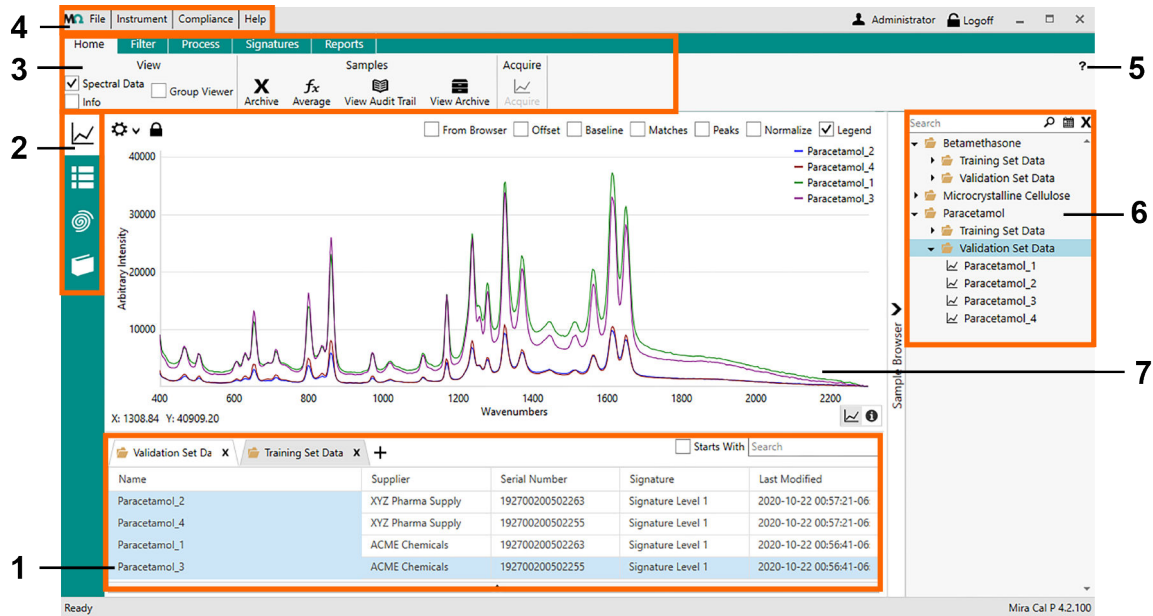 4 MQ File Instrument Compliance Help Administrator Logoff
Home Filter Process Signatures Reports
3 View Samples Acquire ? 5
Spectral Data Group Viewer
Info
X Archive fx Average View Audit Trail View Archive Acquire
2 From Browser Offset Baseline Matches Peaks Normalize Legend
Search X
Betamethasone
Training Set Data
Validation Set Data
Microcrystalline Cellulose
Paracetamol 6
Training Set Data
Validation Set Data
Paracetamol_1
Paracetamol_2
Paracetamol_3
Paracetamol_4
Paracetamol_2
Paracetamol_4
Paracetamol_1
Paracetamol_3
Arbitrary Intensity
40000
30000
20000
10000
Sample Browser
7
400 600 800 1000 1200 1400 1600 1800 2000 2200
Wavenumbers
X: 1308.84 Y: 40909.20
Validation Set Da X Training Set Data X + Starts With Search
Name Supplier Serial Number Signature Last Modified
Paracetamol_2 XYZ Pharma Supply 192700200502263 Signature Level 1 2020-10-22 00:57:21-06
Paracetamol_4 XYZ Pharma Supply 192700200502255 Signature Level 1 2020-10-22 00:57:21-06
Paracetamol_1 ACME Chemicals 192700200502263 Signature Level 1 2020-10-22 00:56:41-06
1 Paracetamol_3 ACME Chemicals 192700200502255 Signature Level 1 2020-10-22 00:56:41-06
Ready Mira Cal P 4.2.100